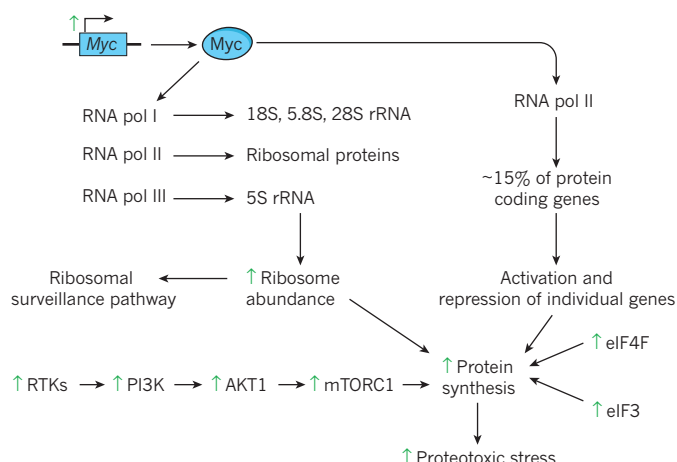 ↑
Myc
Myc
RNA pol I
18S, 5.8S, 28S rRNA
RNA pol II
Ribosomal proteins
RNA pol III
5S rRNA
RNA pol II
~15% of protein
coding genes
Ribosomal
surveillance pathway
↑ Ribosome
abundance
Activation and
repression of individual genes
↑ eIF4F
↑ Protein
synthesis
↑ RTKs
↑ PI3K
↑ AKT1
↑ mTORC1
↑ eIF3
↑ Proteotoxic stress